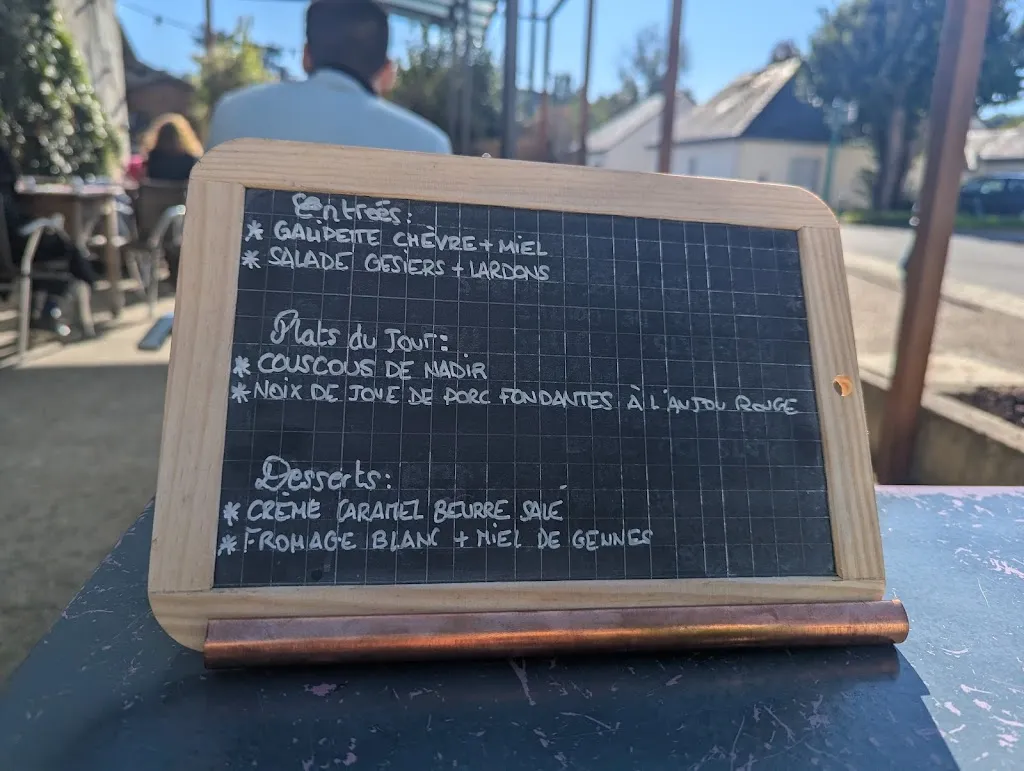 Entrées:
* GALIPETTE CHÈVRE + MIEL
* SALADE GESIERS + LARDONS
Plats du Jour:
* COUSCOUS DE NADIR
* NOIX DE JOUE DE PORC FONDANTES À L'ANJOU ROUGE
Desserts:
* CRÈME CARAMEL BEURRE SALÉ
* FROMAGE BLANC + MIEL DE GENNES